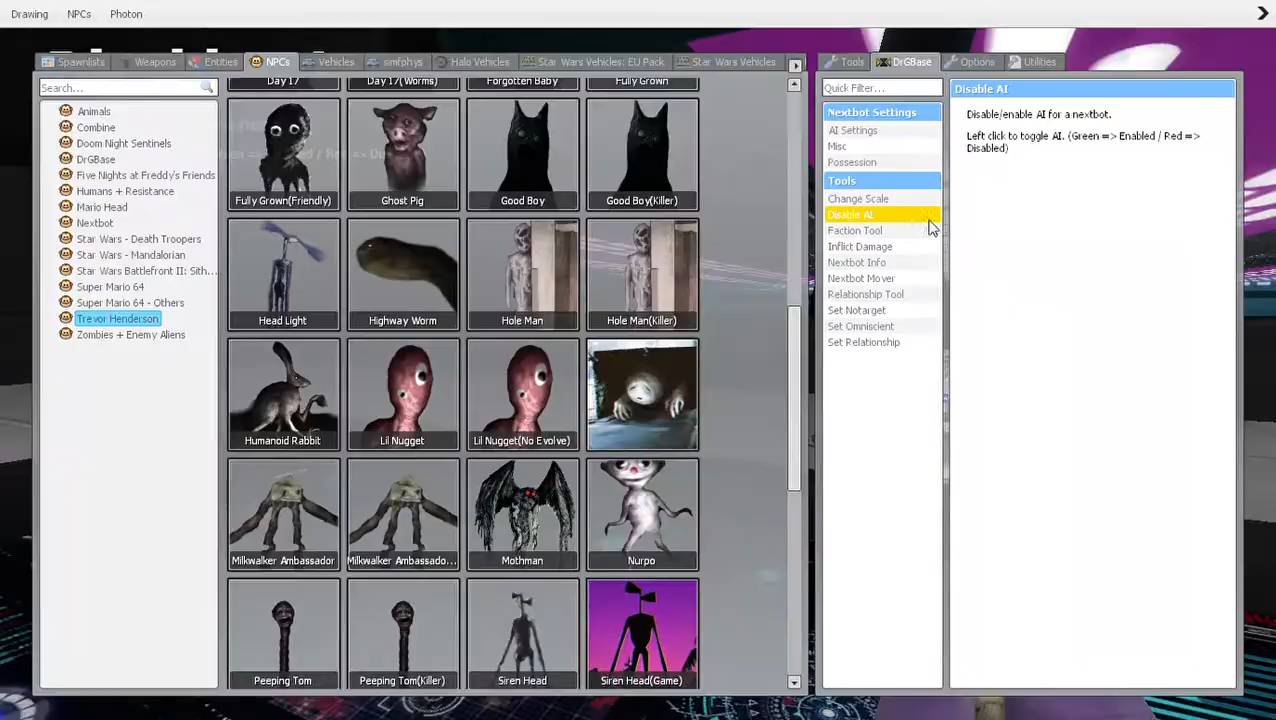 Drawing NPCs Photon
Spawnlists Weapons Entities NPCs Vehicles simfphys Halo Vehicles Star Wars Vehicles: EU Pack Star Wars Vehicles
Search...
Animals
Combine
Doom Night Sentinels
DrGBase
Five Nights at Freddy's Friends
Humans + Resistance
Mario Head
Nextbot
Star Wars - Death Troopers
Star Wars - Mandalorian
Star Wars Battlefront II: Sith...
Super Mario 64
Super Mario 64 - Others
Trevor Henderson
Zombies + Enemy Aliens
Day 17 Day 17(Worms) Forgotten Baby Fully Grown
Fully Grown(Friendly) Ghost Pig Good Boy Good Boy(Killer)
Head Light Highway Worm Hole Man Hole Man(Killer)
Humanoid Rabbit Lil Nugget Lil Nugget(No Evolve)
Milkwalker Ambassador Milkwalker Ambassado... Mothman Nurpo
Peeping Tom Peeping Tom(Killer) Siren Head Siren Head(Game)
Tools DrGBase Options Utilities
Quick Filter...
Nextbot Settings
AI Settings
Misc
Possession
Tools
Change Scale
Disable AI
Faction Tool
Inflict Damage
Nextbot Info
Nextbot Mover
Relationship Tool
Set Notarget
Set Omniscient
Set Relationship
Disable AI
Disable/enable AI for a nextbot.
Left click to toggle AI. (Green => Enabled / Red =>
Disabled)